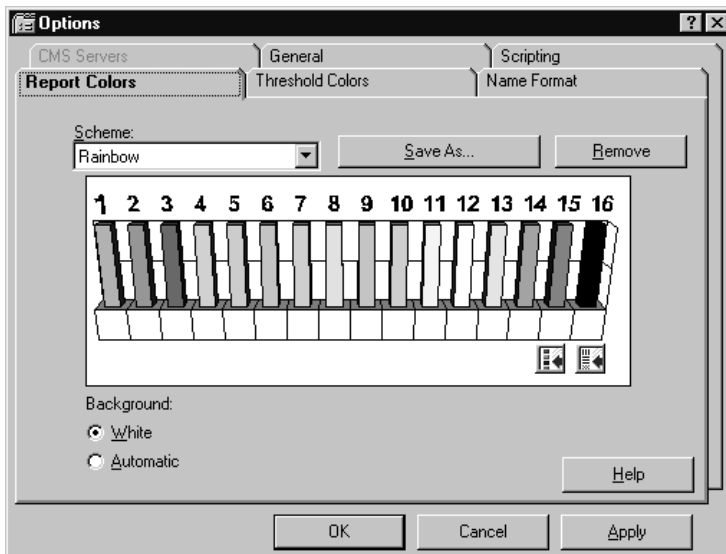 Options
CMS Servers General Scripting
Report Colors Threshold Colors Name Format
Scheme:
Rainbow Save As... Remove
1 2 3 4 5 6 7 8 9 10 11 12 13 14 15 16
Background:
White
Automatic
Help
OK Cancel Apply